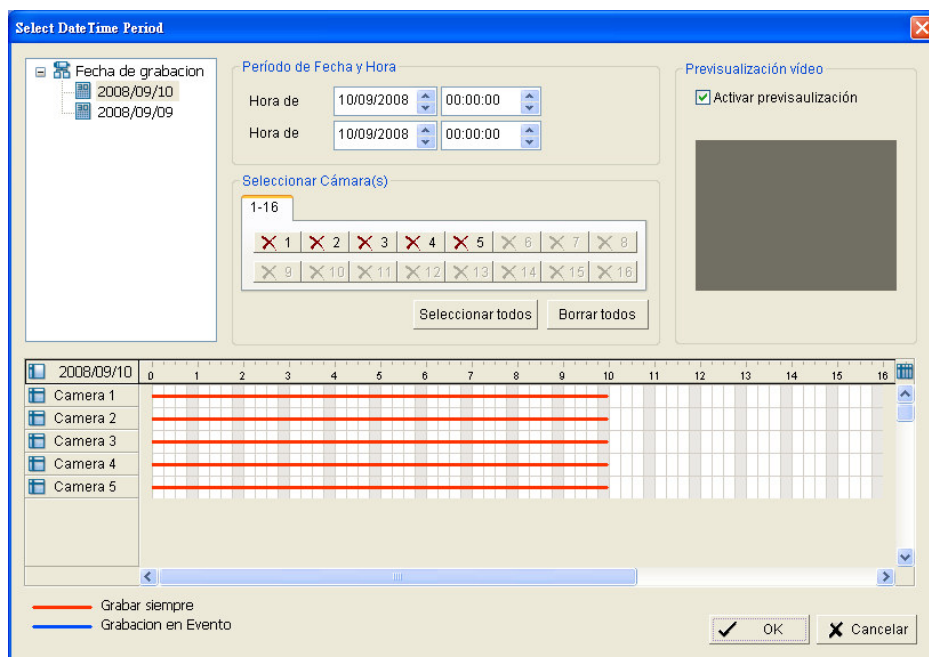 Select DateTime Period
Fecha de grabacion
2008/09/10
2008/09/09
Período de Fecha y Hora
Hora de 10/09/2008 00:00:00
Hora de 10/09/2008 00:00:00
Seleccionar Cámara(s)
1-16
1 2 3 4 5 6 7 8
9 10 11 12 13 14 15 16
Seleccionar todos Borrar todos
Previsualización vídeo
Activar previsaulización
2008/09/10 0 1 2 3 4 5 6 7 8 9 10 11 12 13 14 15 16
Camera 1
Camera 2
Camera 3
Camera 4
Camera 5
Grabar siempre
Grabacion en Evento
OK Cancelar